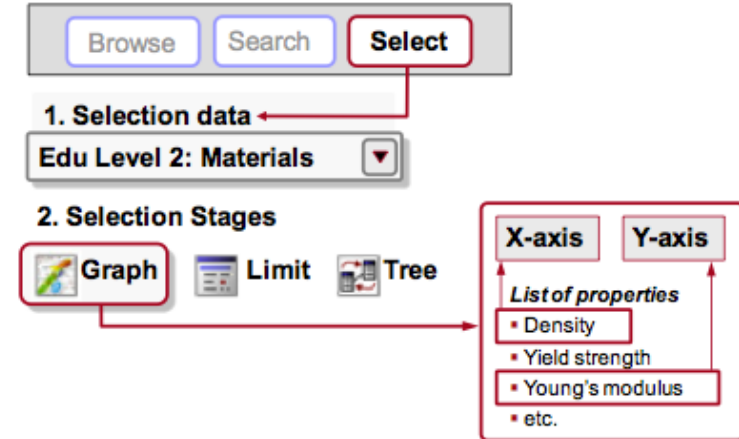 Browse Search Select
1. Selection data
Edu Level 2: Materials
2. Selection Stages
Graph Limit Tree
X-axis Y-axis
List of properties
▪ Density
▪ Yield strength
▪ Young's modulus
▪ etc.